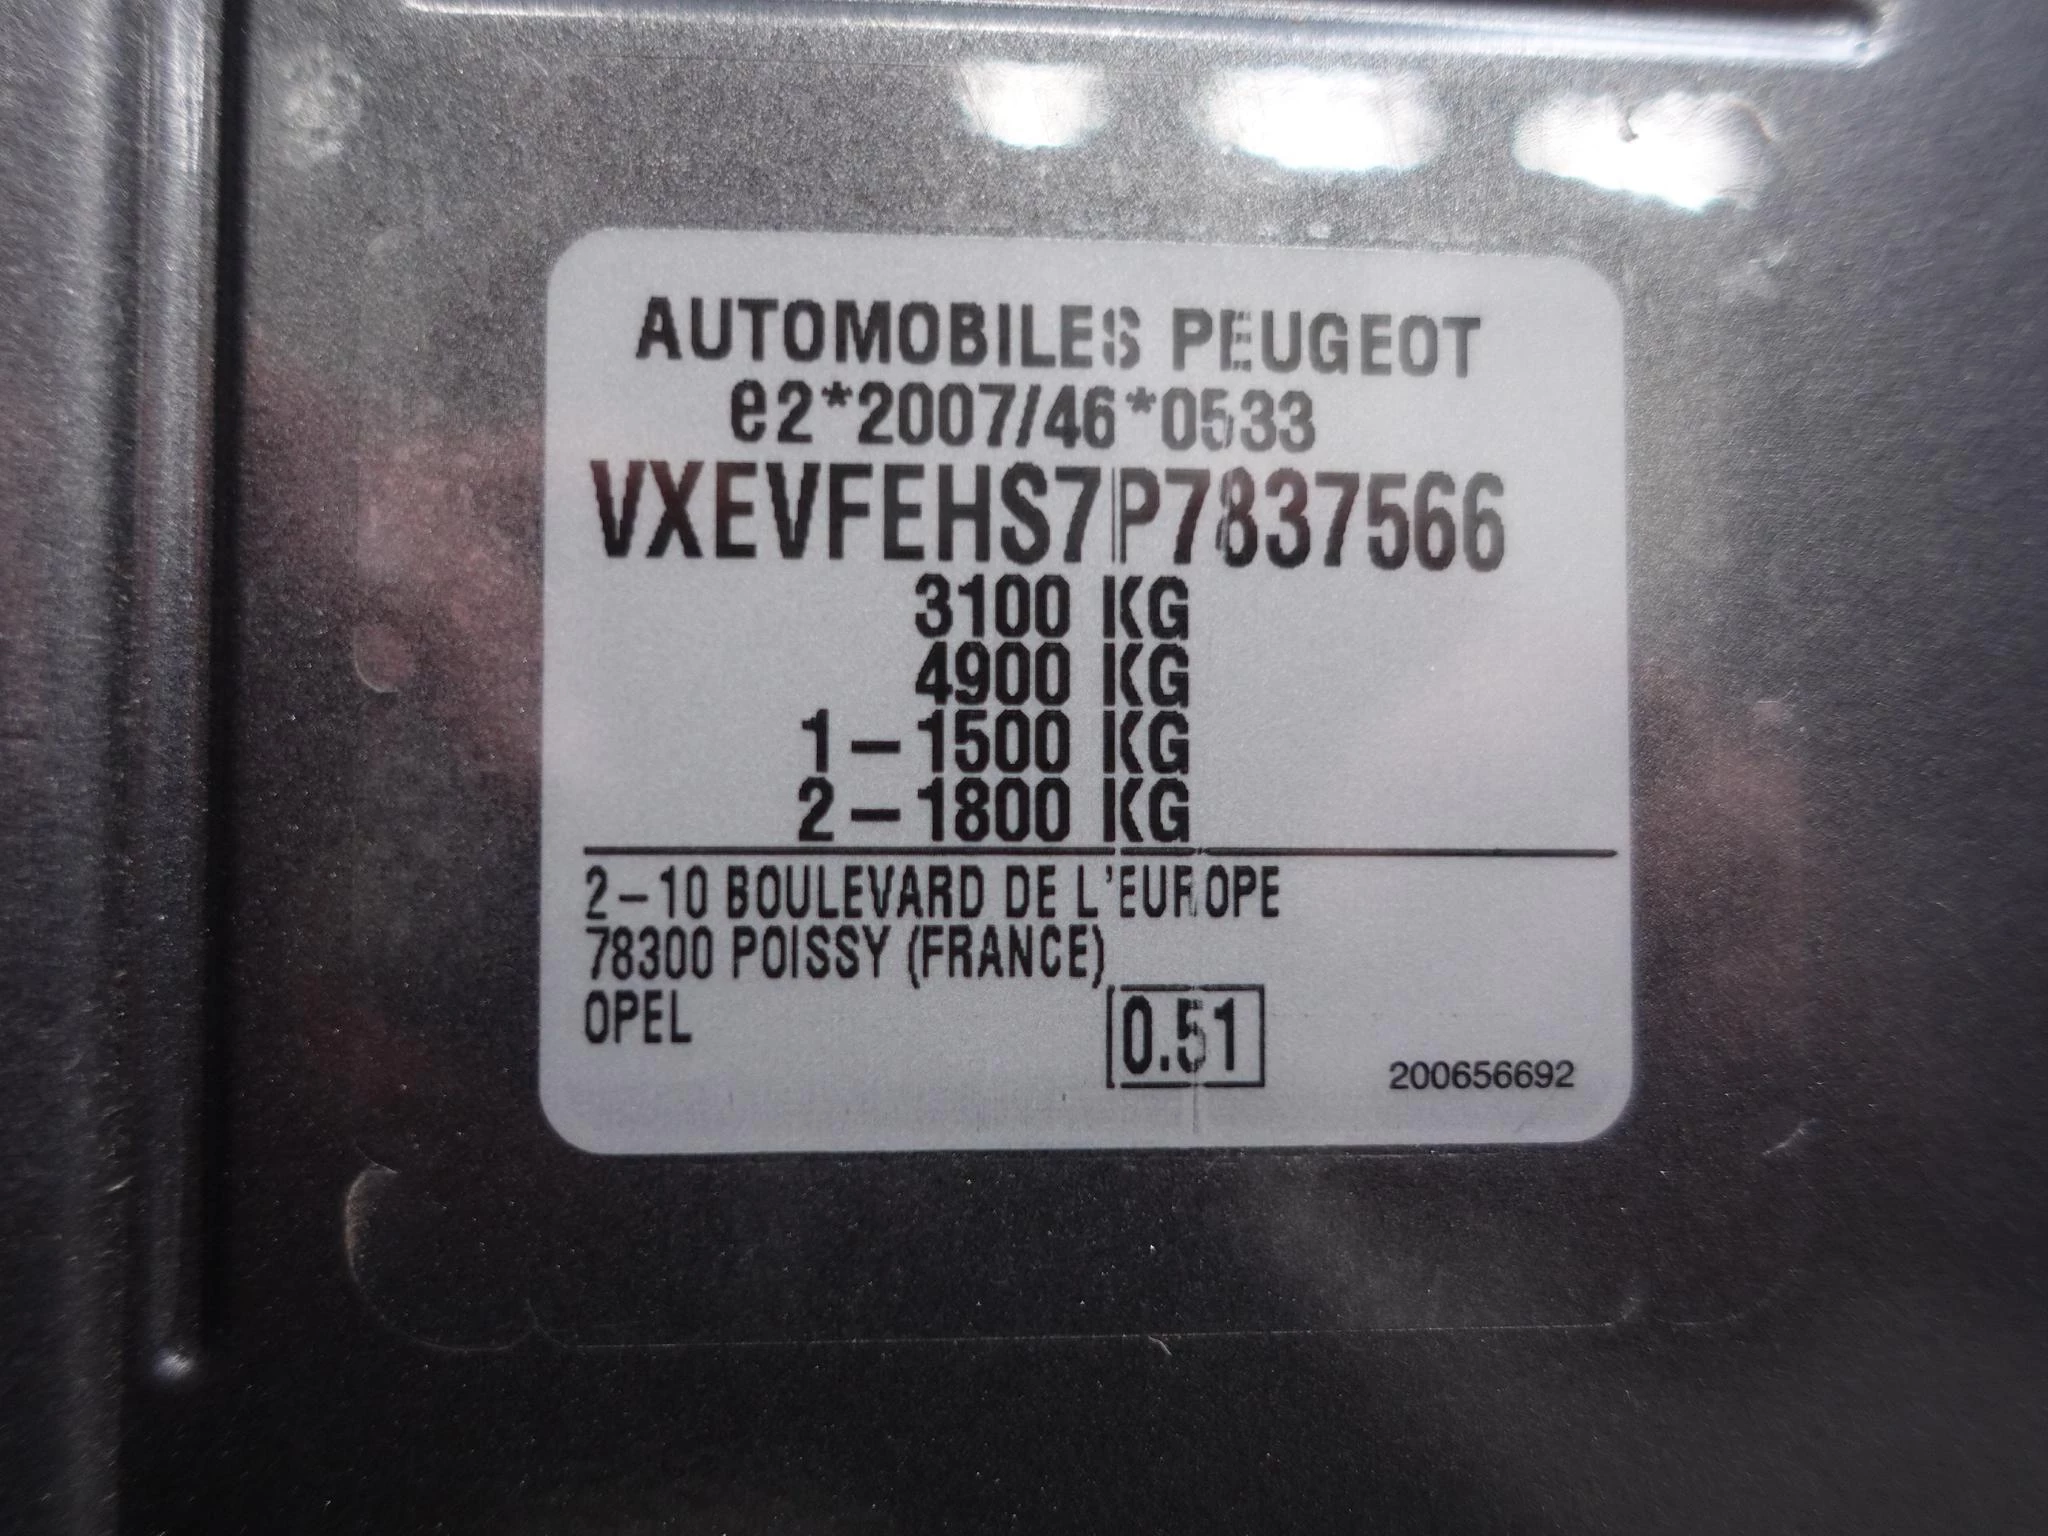 AUTOMOBILES PEUGEOT
e2*2007/46*0533
VXEVFEHS7P7837566
3100 KG
4900 KG
1-1500 KG
2-1800 KG
2-10 BOULEVARD DE L'EUROPE
78300 POISSY (FRANCE)
OPEL
0.51
200656692